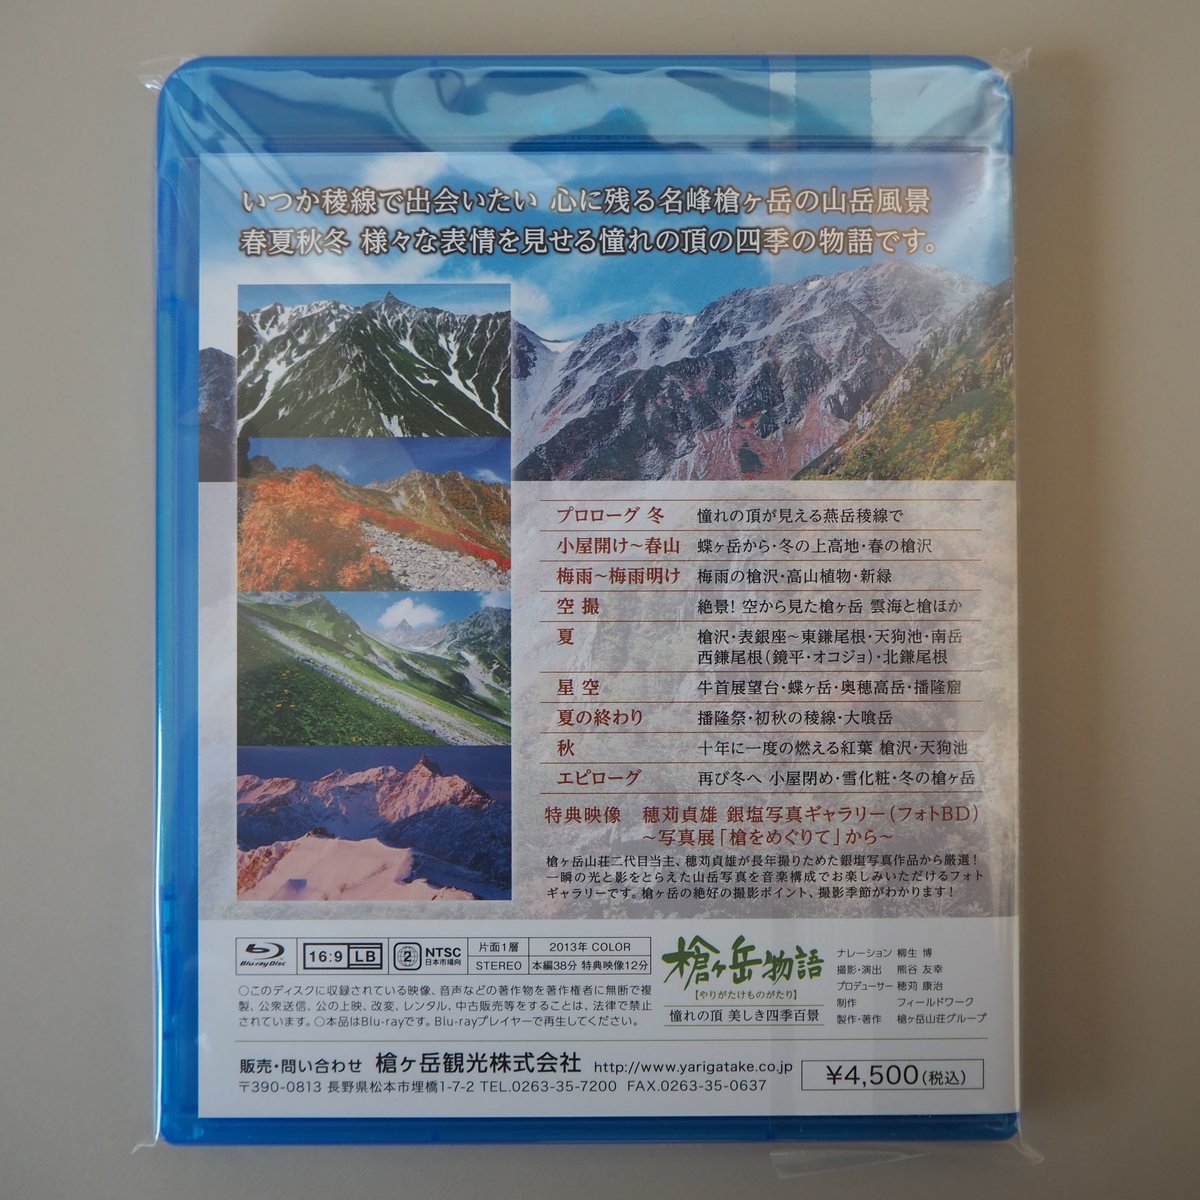 いつか稜線で出会いたい 心に残る名峰槍ヶ岳の山岳風景
春夏秋冬 様々な表情を見せる憧れの頂の四季の物語です。
プロローグ 冬 憧れの頂が見える燕岳稜線で
小屋開け～春山 蝶ヶ岳から・冬の上高地・春の槍沢
梅雨～梅雨明け 梅雨の槍沢・高山植物・新緑
空 撮 絶景! 空から見た槍ヶ岳 雲海と槍ほか
夏 槍沢・表銀座～東鎌尾根・天狗池・南岳
西鎌尾根(鏡平・オコジョ)・北鎌尾根
星 空 牛首展望台・蝶ヶ岳・奥穂高岳・播隆窟
夏の終わり 播隆祭・初秋の稜線・大喰岳
秋 十年に一度の燃える紅葉 槍沢・天狗池
エピローグ 再び冬へ 小屋閉め・雪化粧・冬の槍ヶ岳
特典映像 穂苅貞雄 銀塩写真ギャラリー(フォトBD)
～写真展「槍をめぐりて」から～
槍ヶ岳山荘二代目当主、穂苅貞雄が長年撮りためた銀塩写真作品から厳選!
一瞬の光と影をとらえた山岳写真を音楽構成でお楽しみいただけるフォト
ギャラリーです。槍ヶ岳の絶好の撮影ポイント、撮影季節がわかります!
Blu-ray Disc 16:9 LB 2 NTSC 日本市場向 片面1層 STEREO 2013年 COLOR 本編38分 特典映像12分
○このディスクに収録されている映像、音声などの著作物を著作権者に無断で複
製、公衆送信、公の上映、改変、レンタル、中古販売等をすることは、法律で禁止
されています。○本品はBlu-rayです。Blu-rayプレイヤーで再生してください。
槍ヶ岳物語
【やりがたけものがたり】
憧れの頂 美しき四季百景
ナレーション 柳生 博
撮影・演出 熊谷 友幸
プロデューサー 穂苅 康治
制作 フィールドワーク
製作・著作 槍ヶ岳山荘グループ
販売・問い合わせ 槍ヶ岳観光株式会社 http://www.yarigatake.co.jp
〒390-0813 長野県松本市埋橋1-7-2 TEL.0263-35-7200 FAX.0263-35-0637
¥4,500(税込)